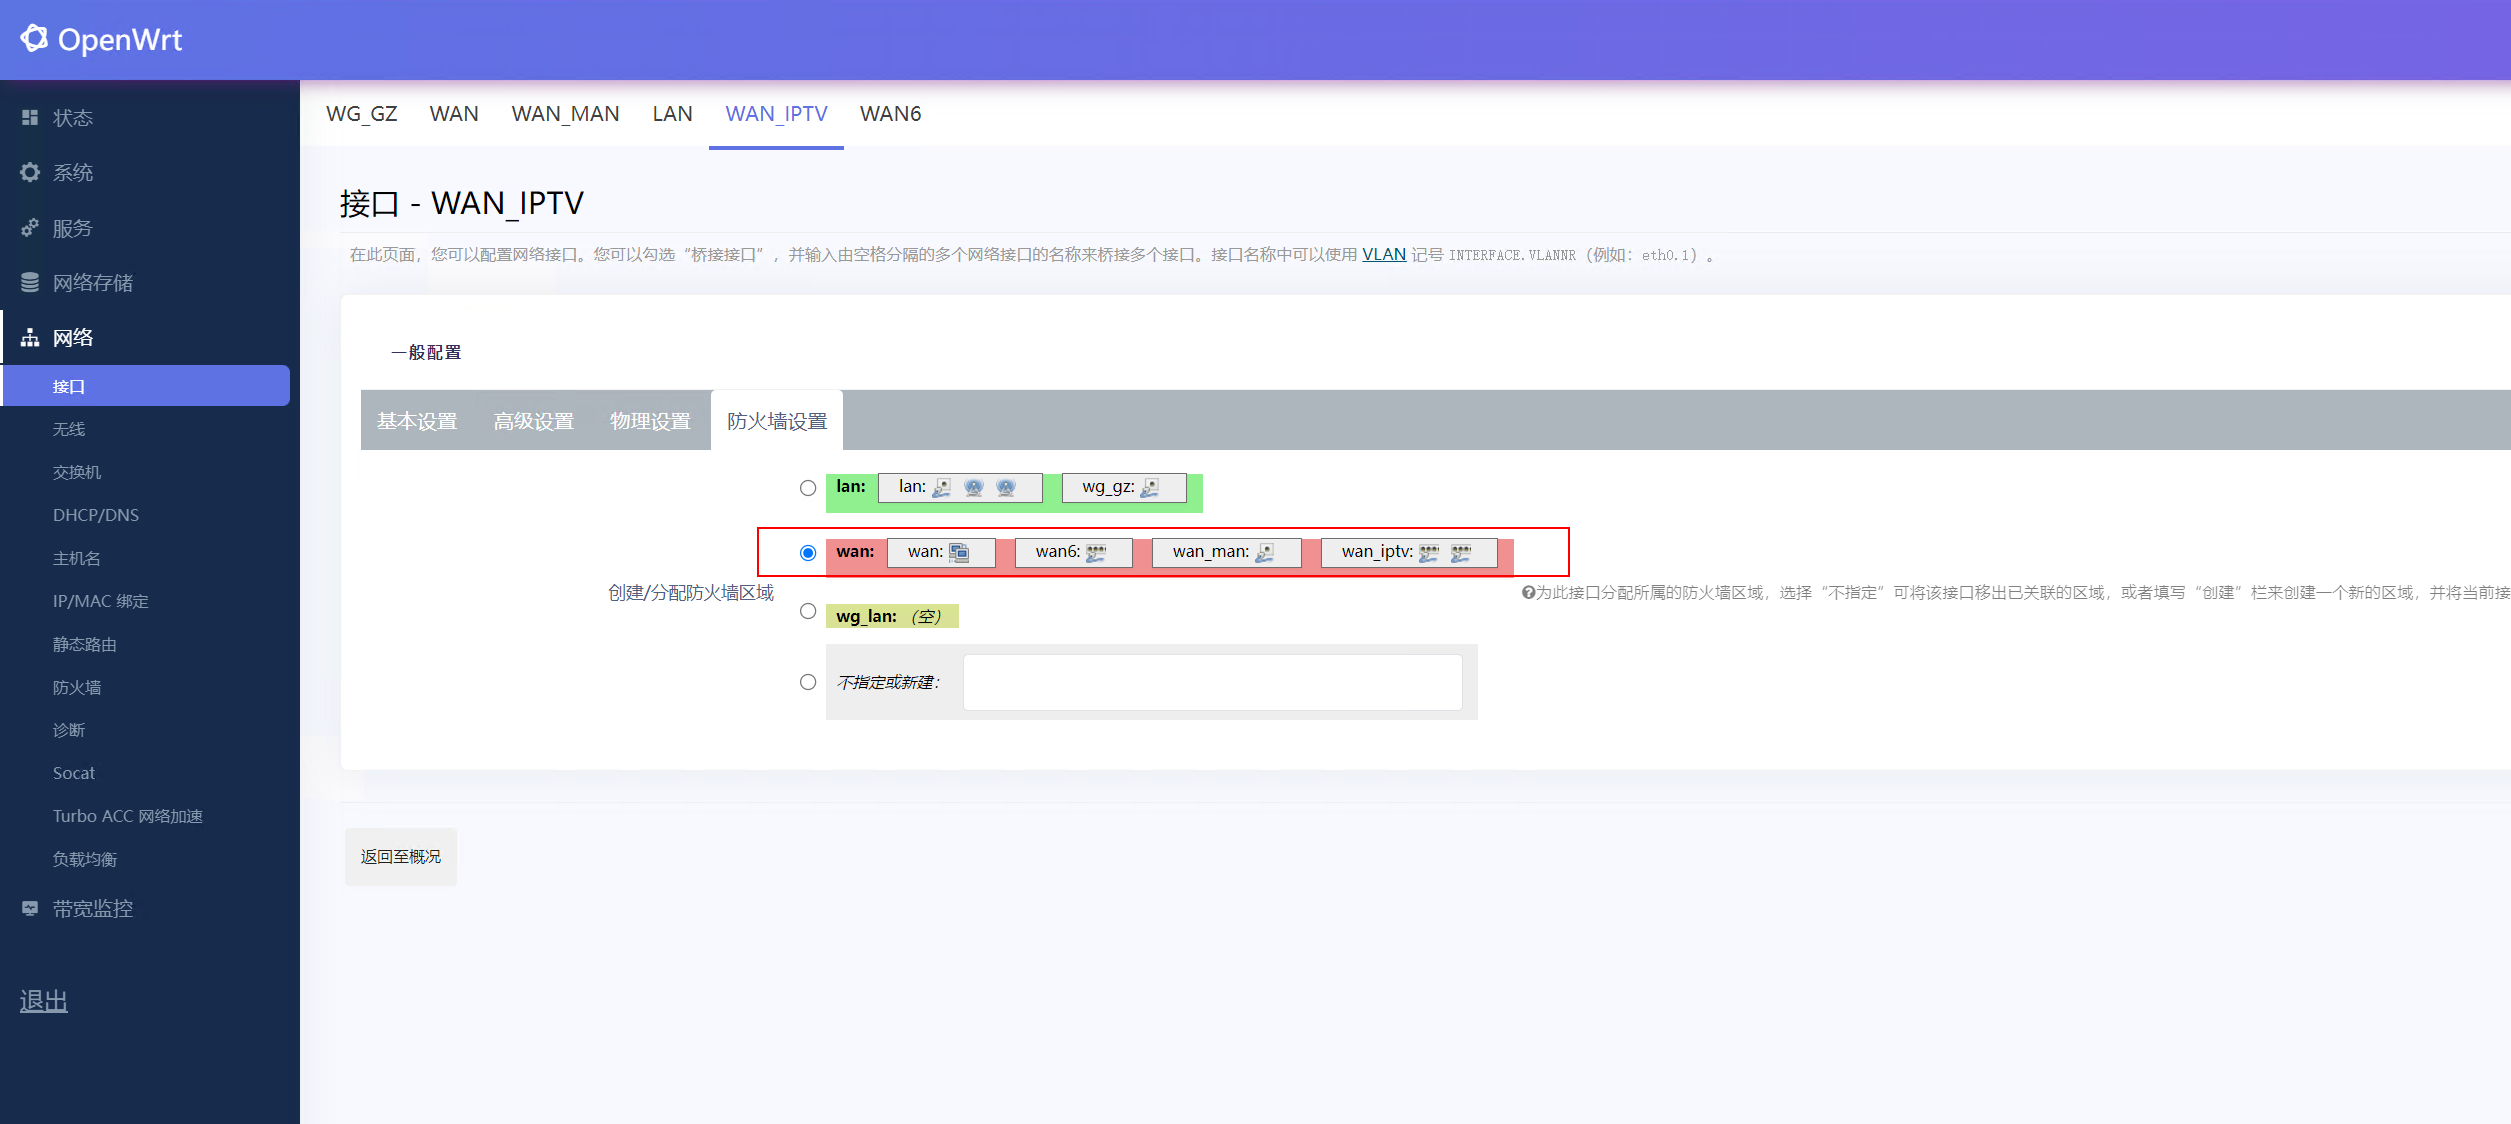 OpenWrt
状态
系统
服务
网络存储
网络
接口
无线
交换机
DHCP/DNS
主机名
IP/MAC 绑定
静态路由
防火墙
诊断
Socat
Turbo ACC 网络加速
负载均衡
带宽监控
退出
WG_GZ WAN WAN_MAN LAN WAN_IPTV WAN6
接口 - WAN_IPTV
在此页面，您可以配置网络接口。您可以勾选“桥接接口”，并输入由空格分隔的多个网络接口的名称来桥接多个接口。接口名称中可以使用 VLAN 记号 INTERFACE.VLANNR（例如：eth0.1）。
一般配置
基本设置 高级设置 物理设置 防火墙设置
创建/分配防火墙区域
lan: lan: wg_gz:
wan: wan: wan6: wan_man: wan_iptv:
wg_lan: （空）
不指定或新建：
为此接口分配所属的防火墙区域，选择“不指定”可将该接口移出已关联的区域，或者填写“创建”栏来创建一个新的区域，并将当前接
返回至概况